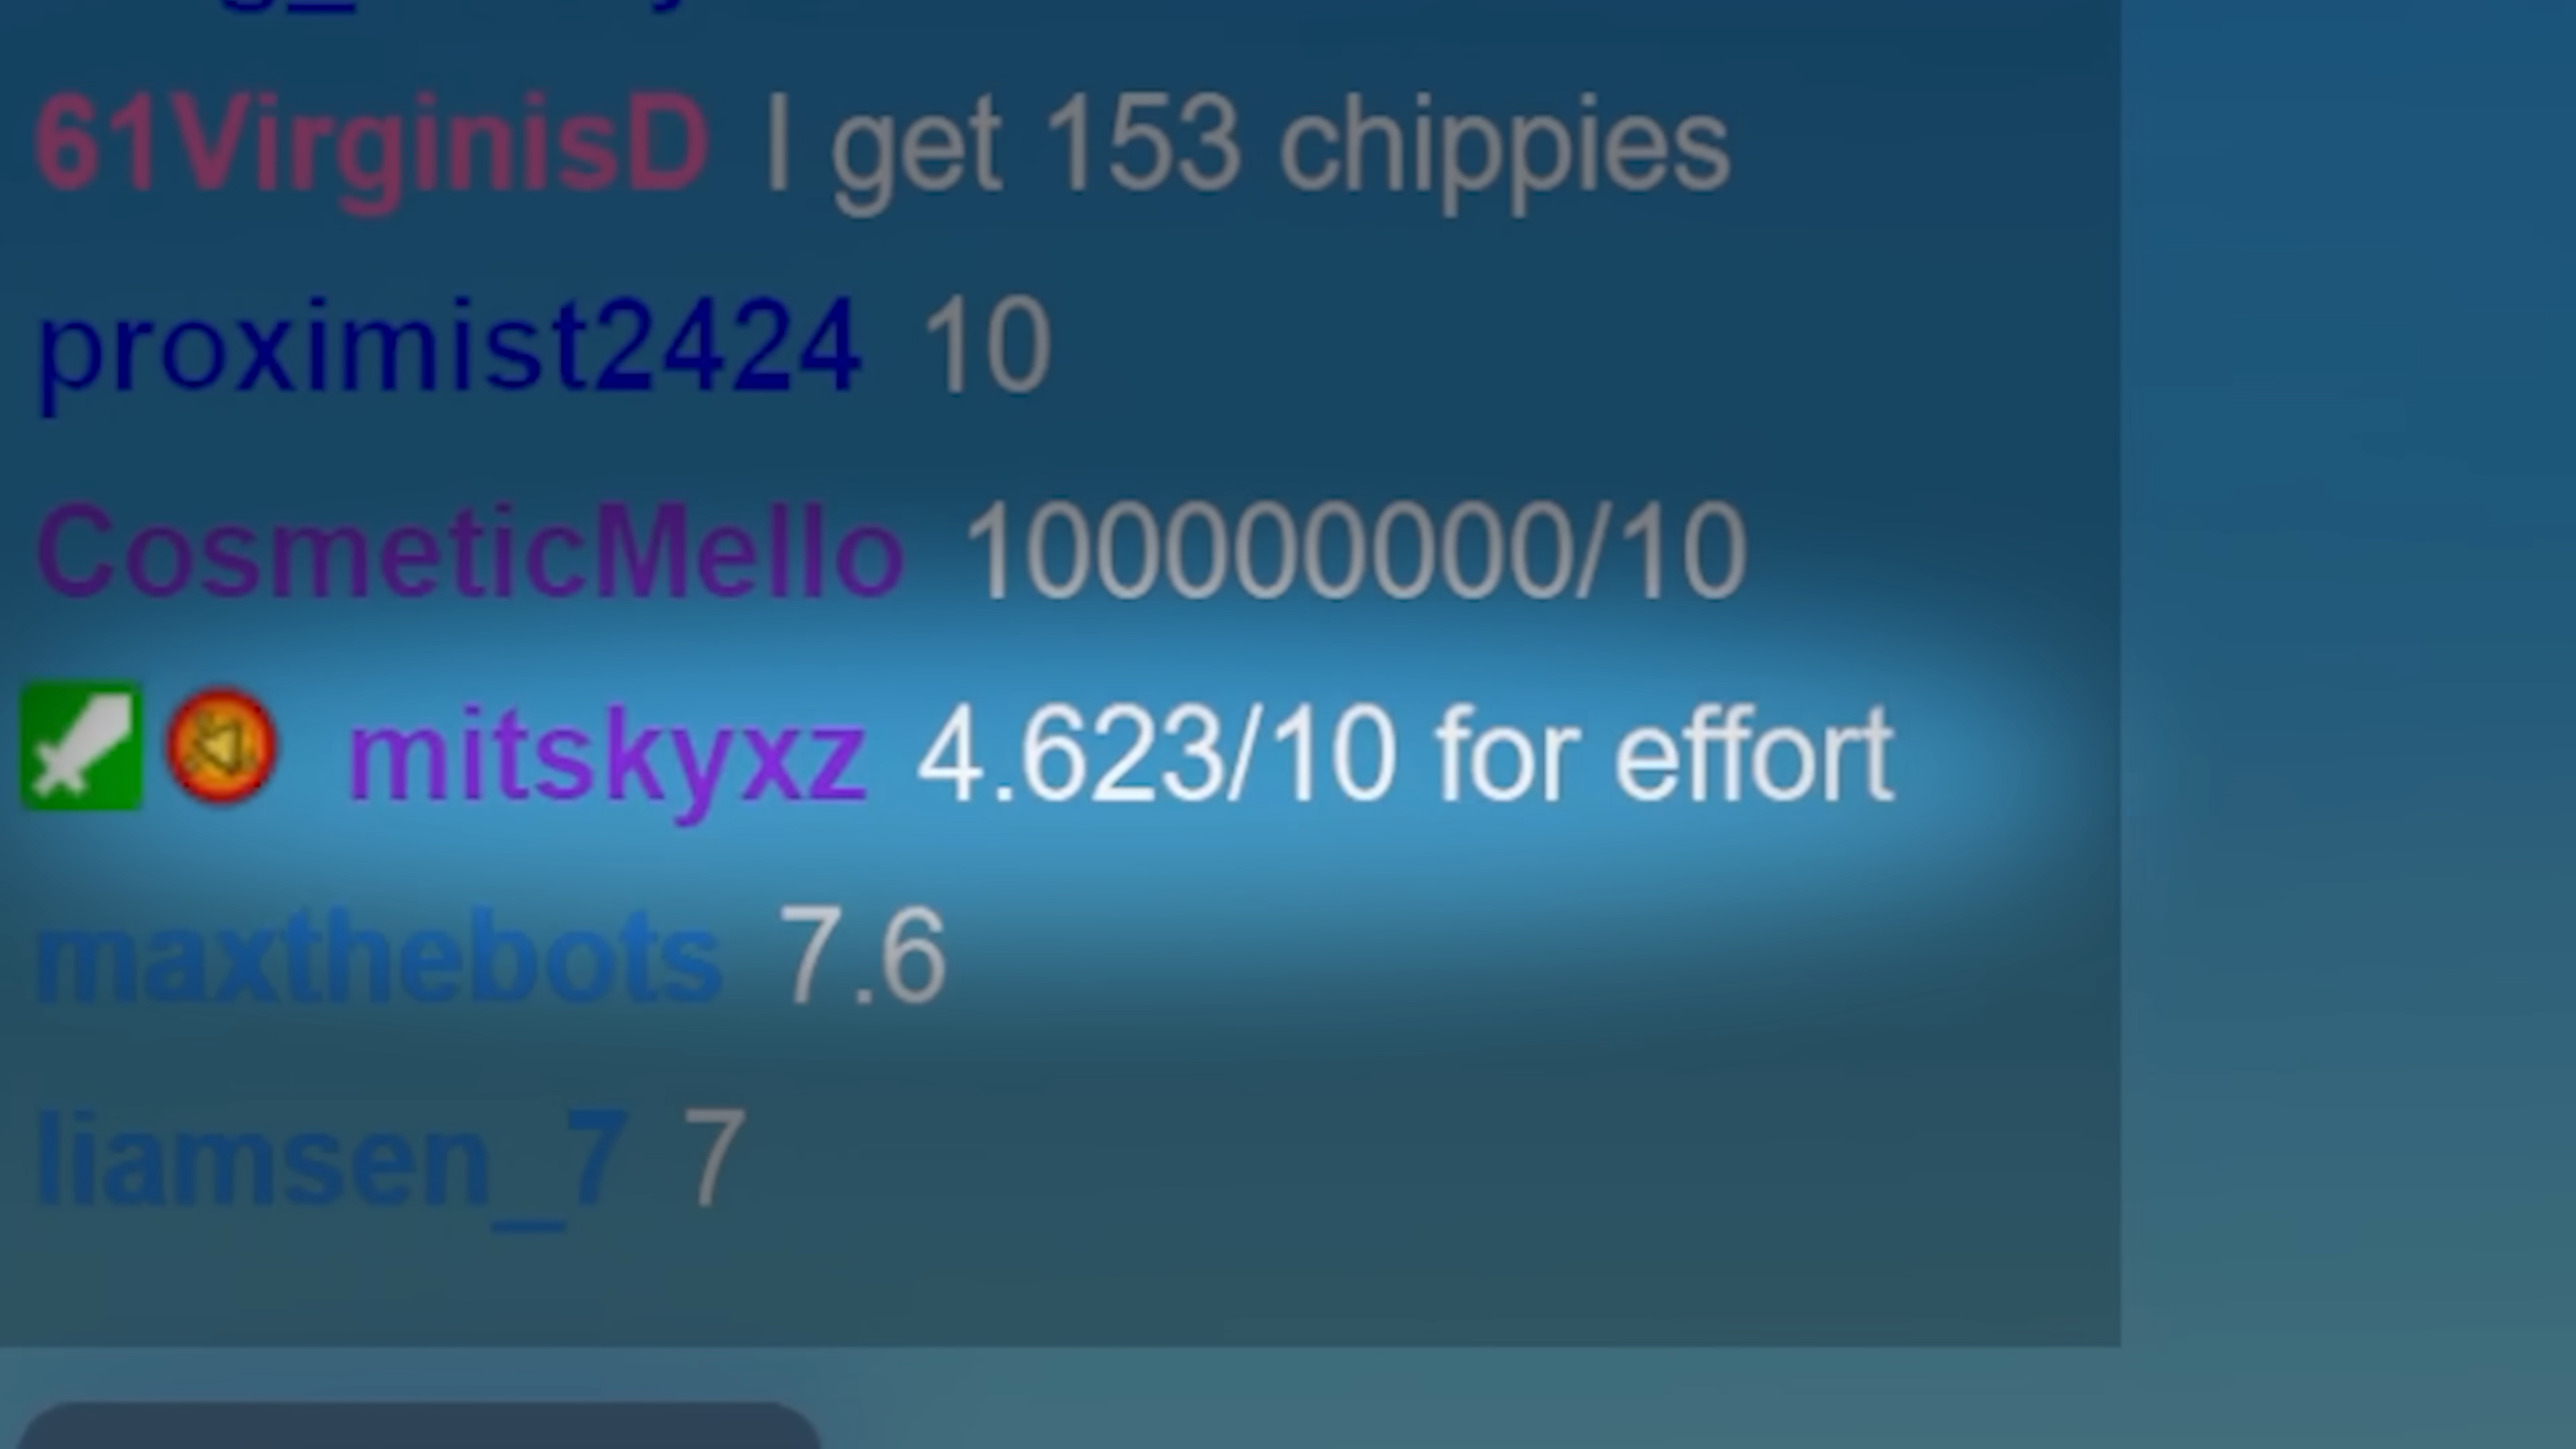 61VirginisD I get 153 chippies
proximist2424 10
CosmeticMello 100000000/10
mitskyxz 4.623/10 for effort
maxthebots 7.6
liamsen_7 7